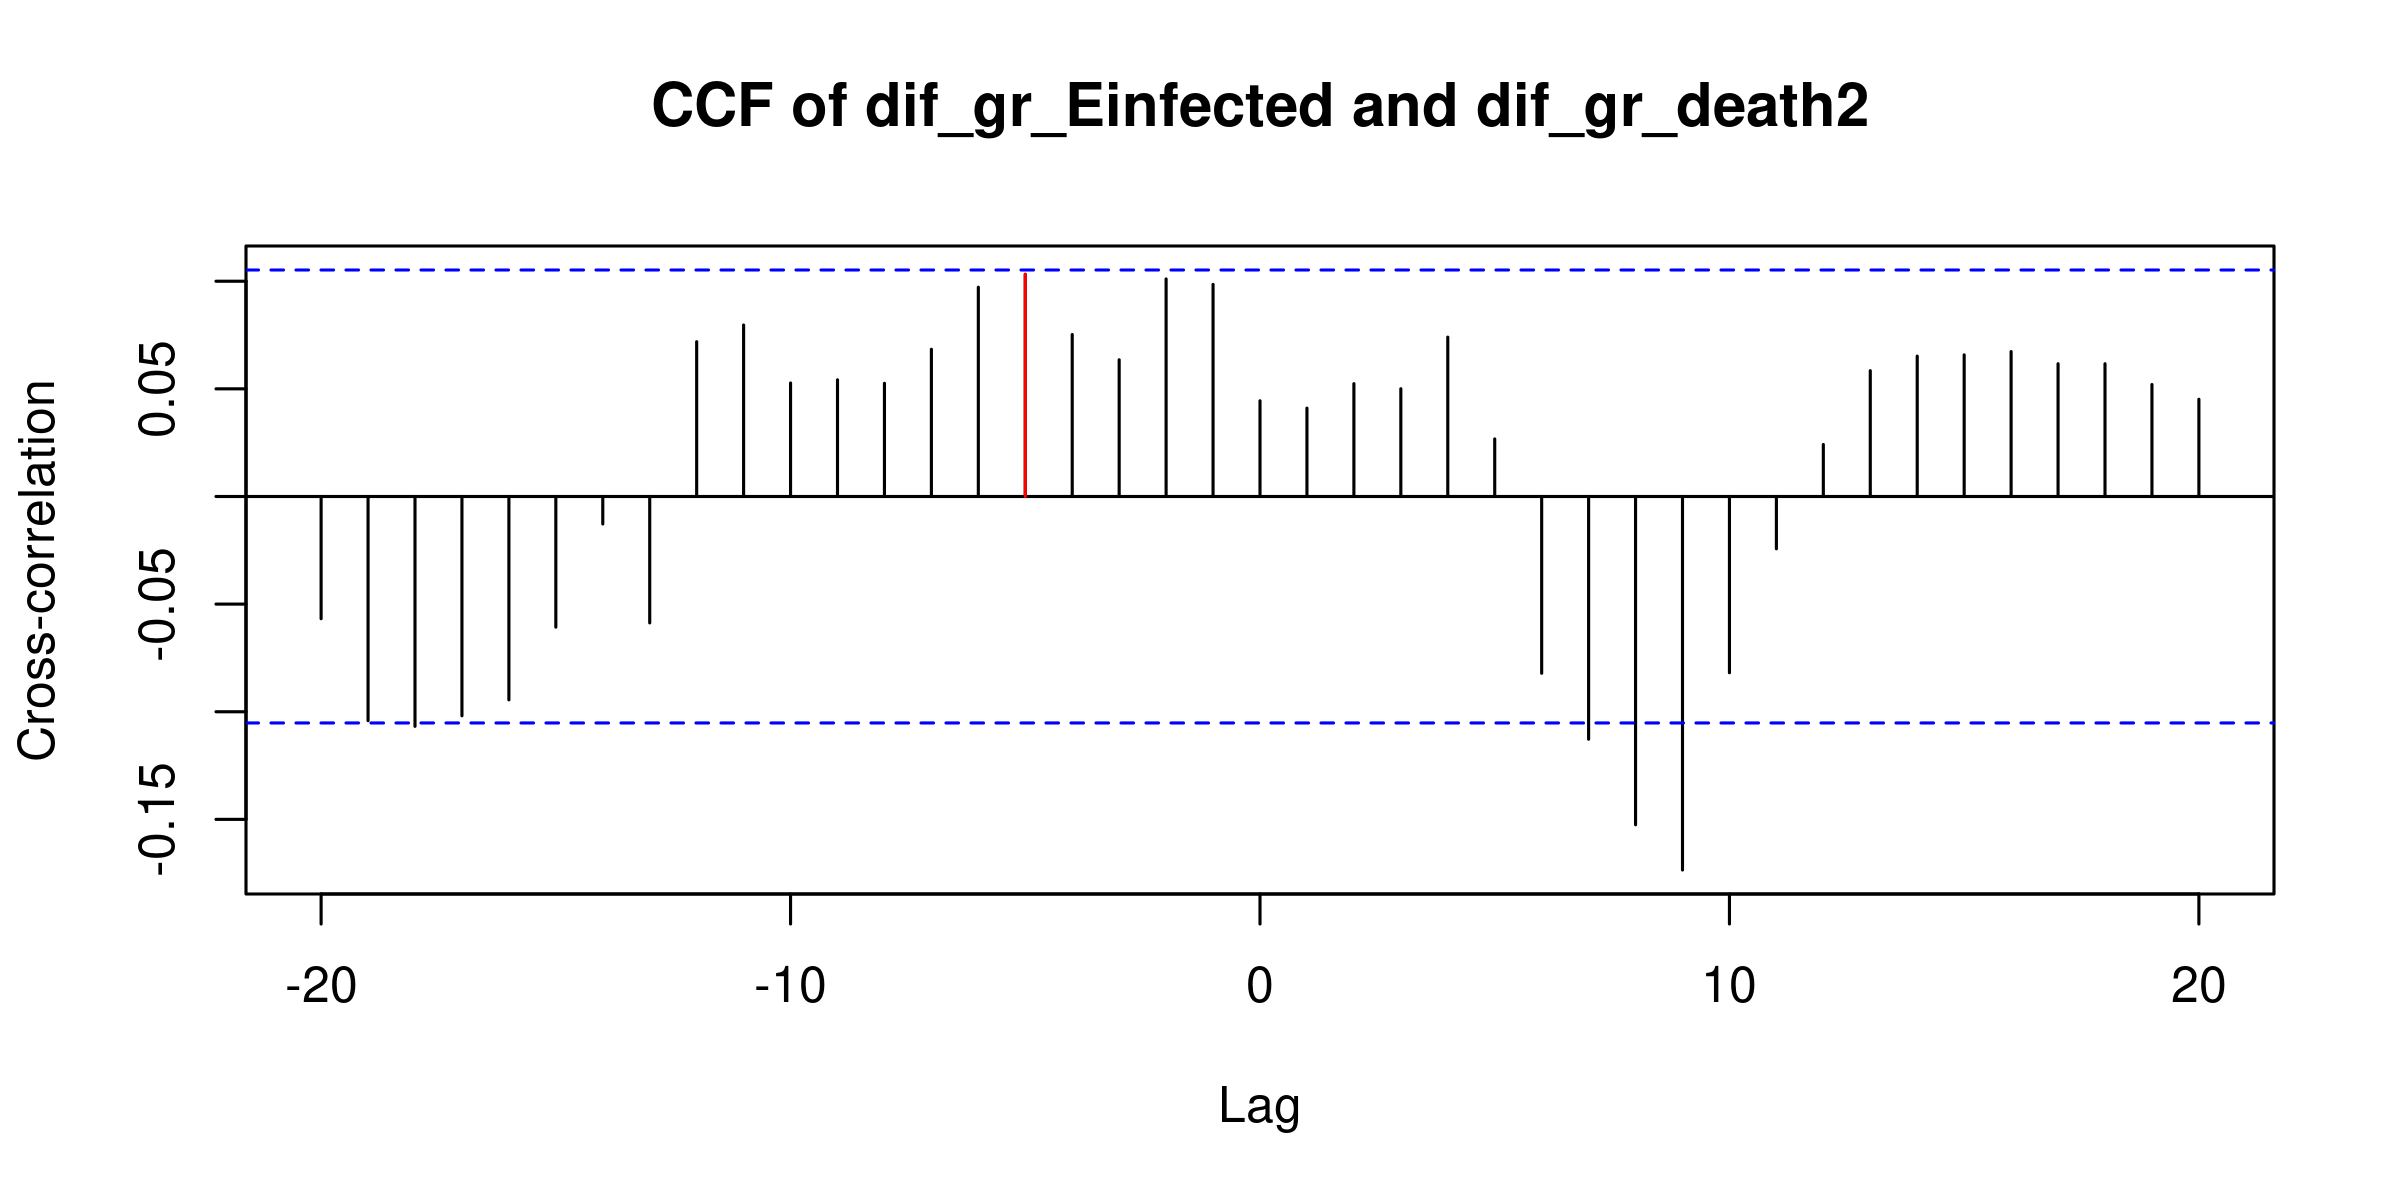 CCF of dif_gr_Einfected and dif_gr_death2
Cross-correlation
0.05
-0.05
-0.15
-20
-10
0
10
20
Lag